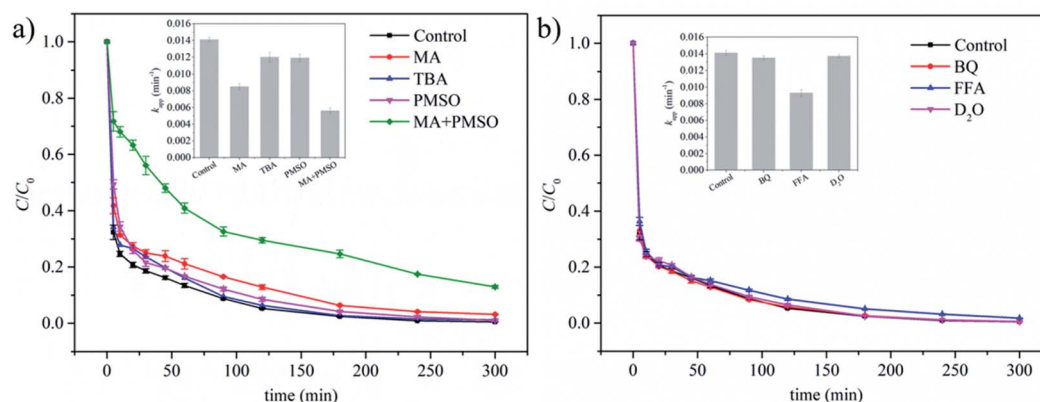 a)
Control
MA
TBA
PMSO
MA+PMSO
0.016
0.014
0.012
0.010
0.008
0.006
0.004
0.002
0.000
k_app (min⁻¹)
Control
MA
TBA
PMSO
MA+PMSO
1.0
0.8
0.6
0.4
0.2
0.0
C/C₀
0 50 100 150 200 250 300
time (min)
b)
Control
BQ
FFA
D₂O
0.016
0.014
0.012
0.010
0.008
0.006
0.004
0.002
0.000
k_app (min⁻¹)
Control
BQ
FFA
D₂O
1.0
0.8
0.6
0.4
0.2
0.0
C/C₀
0 50 100 150 200 250 300
time (min)